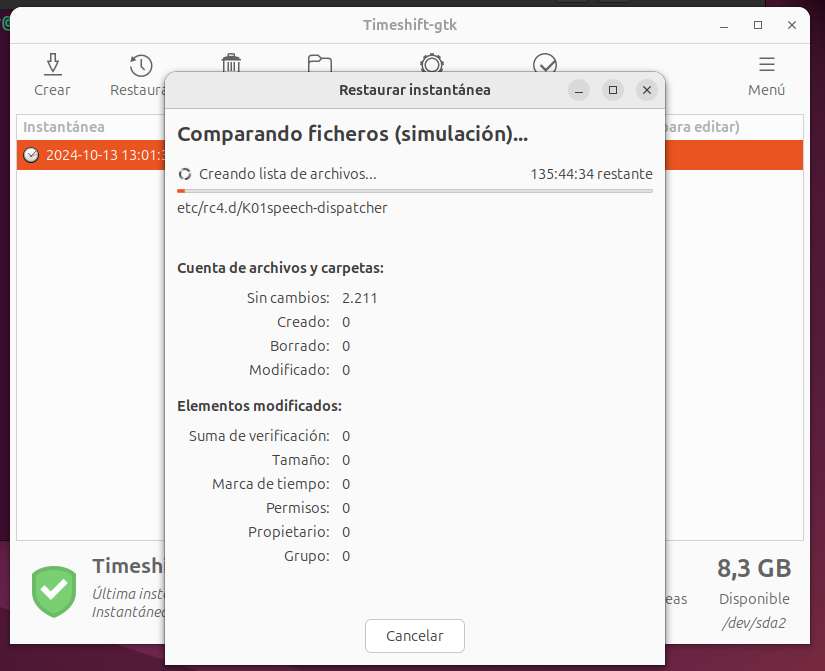 Timeshift-gtk
Crear
Restaura
Menú
Restaurar instantánea
Instantánea
para editar)
2024-10-13 13:01:3
Comparando ficheros (simulación)...
Creando lista de archivos... 135:44:34 restante
etc/rc4.d/K01speech-dispatcher
Cuenta de archivos y carpetas:
Sin cambios: 2.211
Creado: 0
Borrado: 0
Modificado: 0
Elementos modificados:
Suma de verificación: 0
Tamaño: 0
Marca de tiempo: 0
Permisos: 0
Propietario: 0
Grupo: 0
Cancelar
Timeshi
Última inst
Instantánea
8,3 GB
eas
Disponible
/dev/sda2